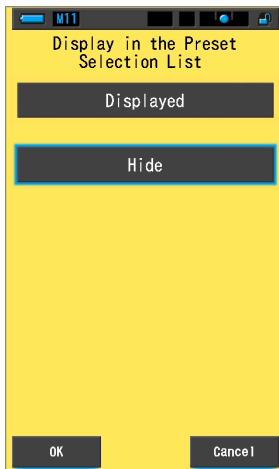 M11
Display in the Preset
Selection List
Displayed
Hide
OK
Cancel